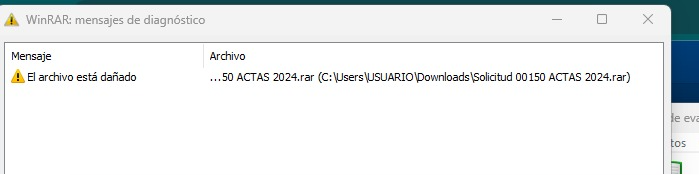 WinRAR: mensajes de diagnóstico
Mensaje Archivo
El archivo está dañado ...50 ACTAS 2024.rar (C:\Users\USUARIO\Downloads\Solicitud 00150 ACTAS 2024.rar)
de eva
tos